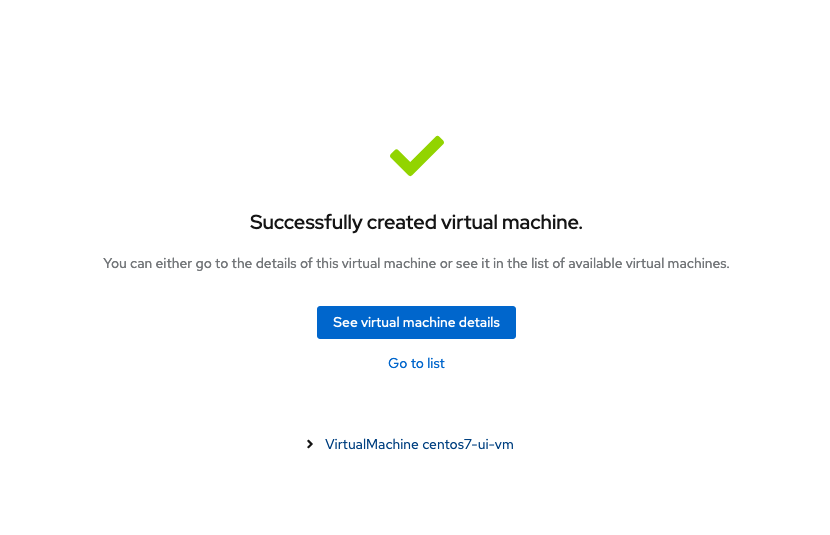 Successfully created virtual machine.
You can either go to the details of this virtual machine or see it in the list of available virtual machines.
See virtual machine details
Go to list
VirtualMachine centos7-ui-vm